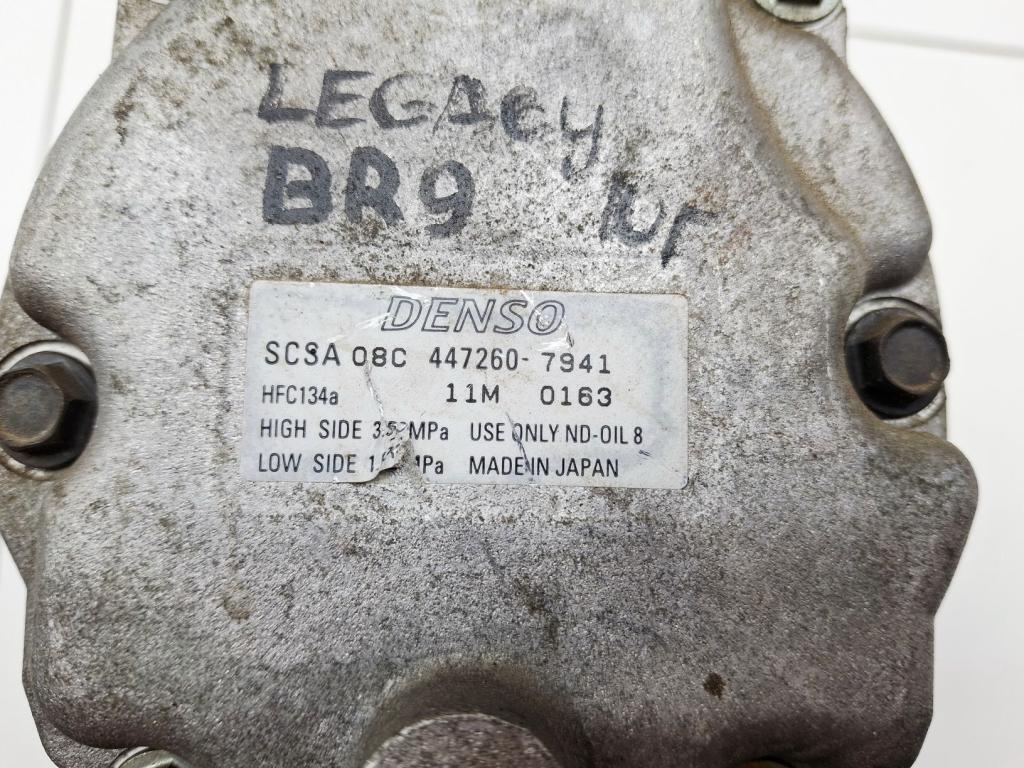 LEGACY
BR9
DENSO
SCSA 08C 447260-7941
HFC134a 11M 0163
HIGH SIDE MPa USE ONLY ND-OIL 8
LOW SIDE MADE IN JAPAN